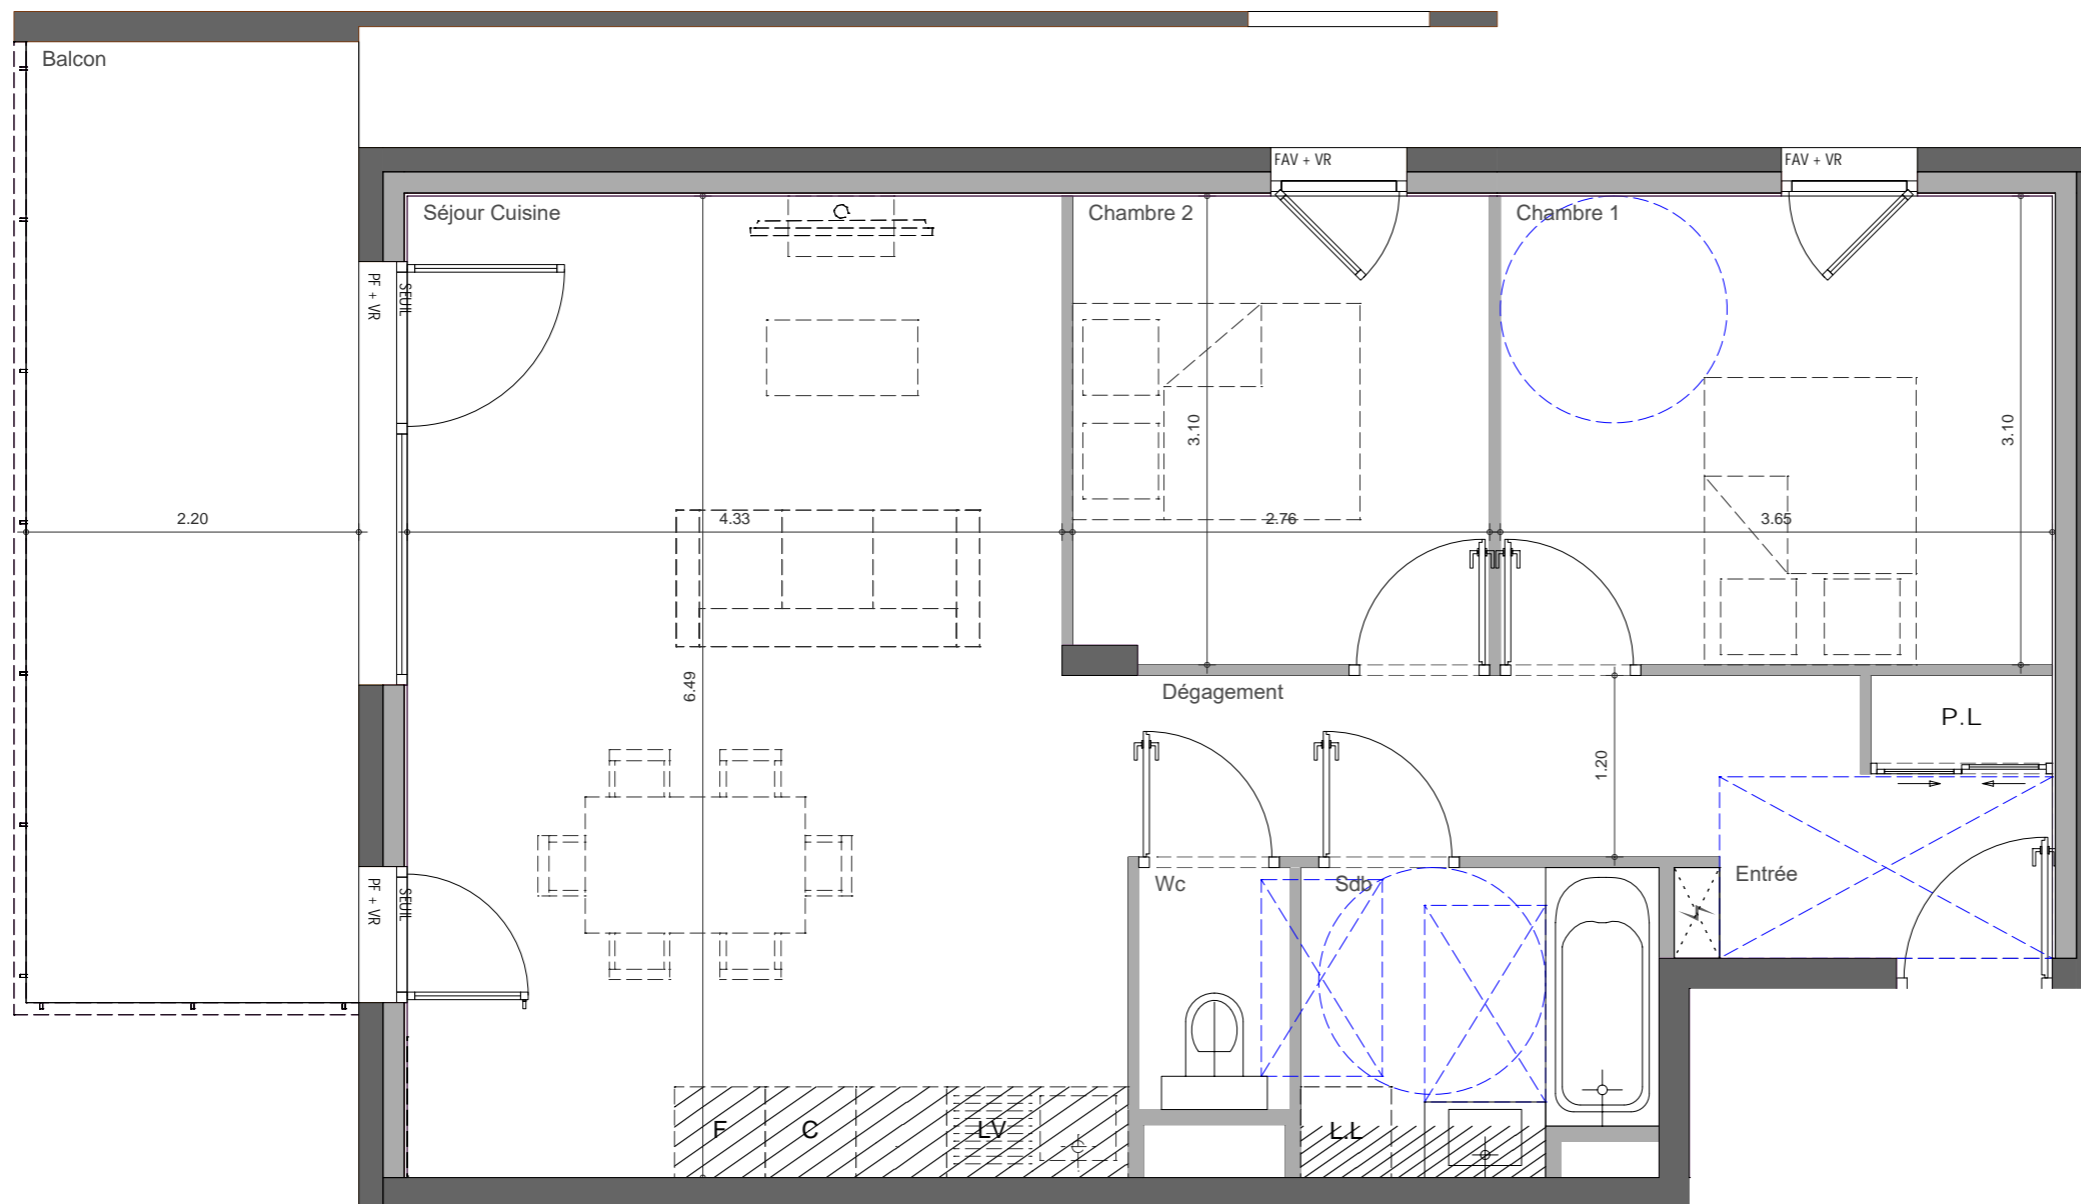 Balcon
FAV + VR
FAV + VR
Séjour Cuisine
Chambre 2
Chambre 1
PF + VR
SEUIL
3.10
3.10
2.20
4.33
2.76
3.65
6.49
Dégagement
P.L
1.20
PF + VR
SEUIL
Wc
Sdb
Entrée
F
C
LV
L.L